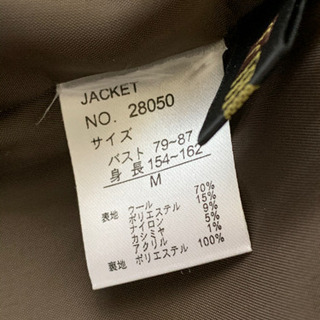 JACKET
NO. 28050
サイズ
バスト 79~87
身長 154~162
M
表地 ウール 70%
ポリエステル 15%
ナイロン 9%
カシミヤ 5%
アクリル 1%
裏地 ポリエステル 100%